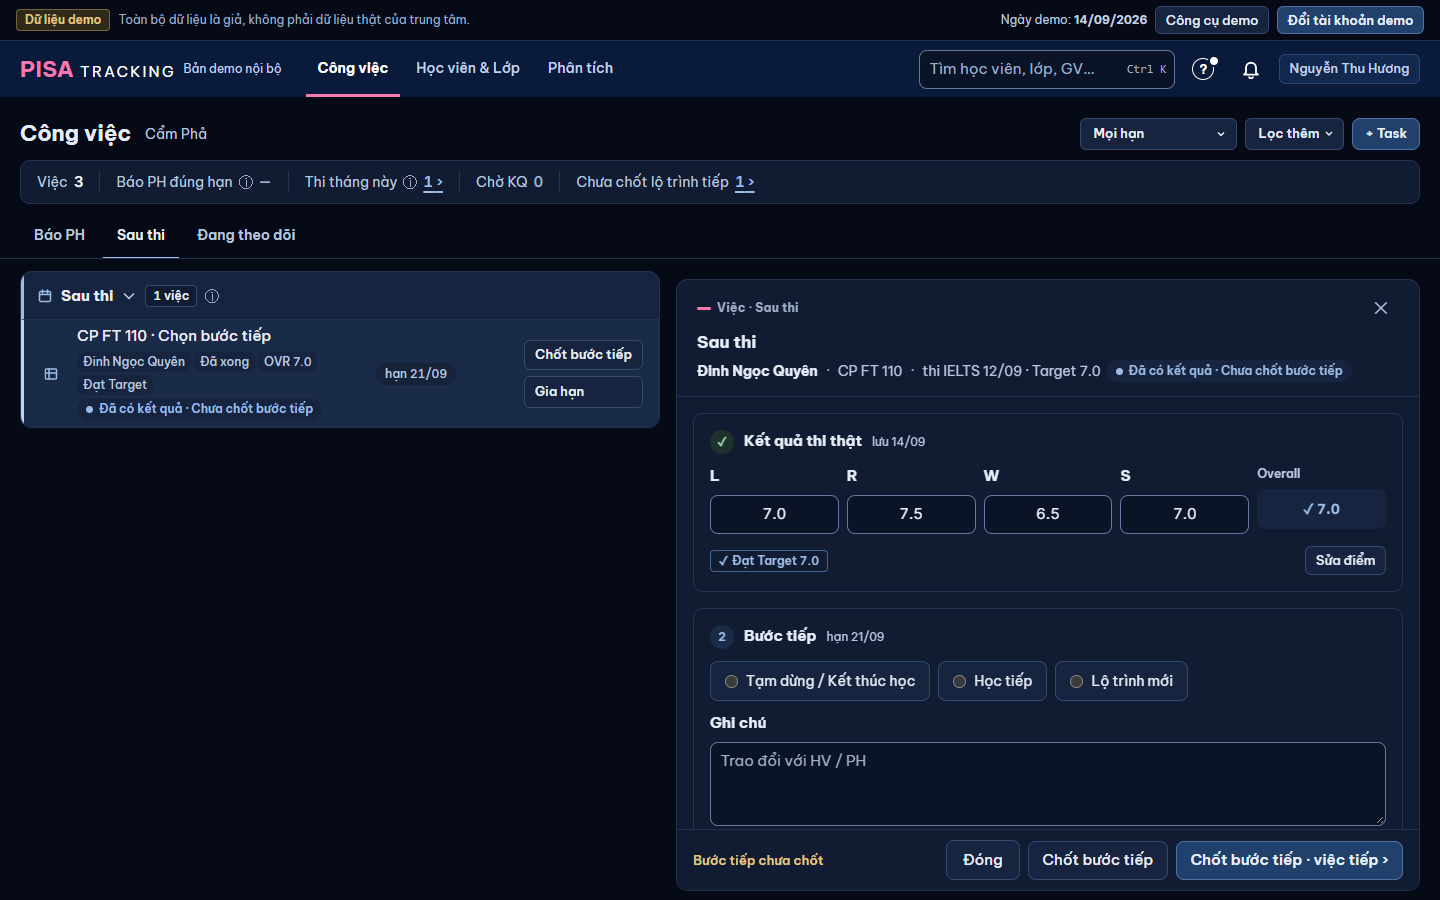 Dữ liệu demo Toàn bộ dữ liệu là giả, không phải dữ liệu thật của trung tâm. Ngày demo: 14/09/2026 Công cụ demo Đổi tài khoản demo
PISA TRACKING Bản demo nội bộ Công việc Học viên & Lớp Phân tích Tìm học viên, lớp, GV... Ctrl K ? Nguyễn Thu Hương
Công việc Cẩm Phả Mọi hạn Lọc thêm + Task
Việc 3 Báo PH đúng hạn ⓘ — Thi tháng này ⓘ 1 › Chờ KQ 0 Chưa chốt lộ trình tiếp 1 ›
Báo PH Sau thi Đang theo dõi
Sau thi 1 việc ⓘ
CP FT 110 · Chọn bước tiếp
Đinh Ngọc Quyên Đã xong OVR 7.0
Đạt Target
Đã có kết quả · Chưa chốt bước tiếp
hạn 21/09
Chốt bước tiếp
Gia hạn
Việc · Sau thi
Sau thi
Đinh Ngọc Quyên · CP FT 110 · thi IELTS 12/09 · Target 7.0 Đã có kết quả · Chưa chốt bước tiếp
✓ Kết quả thi thật lưu 14/09
L R W S Overall
7.0 7.5 6.5 7.0 ✓ 7.0
✓ Đạt Target 7.0 Sửa điểm
2 Bước tiếp hạn 21/09
Tạm dừng / Kết thúc học Học tiếp Lộ trình mới
Ghi chú
Trao đổi với HV / PH
Bước tiếp chưa chốt Đóng Chốt bước tiếp Chốt bước tiếp · việc tiếp ›